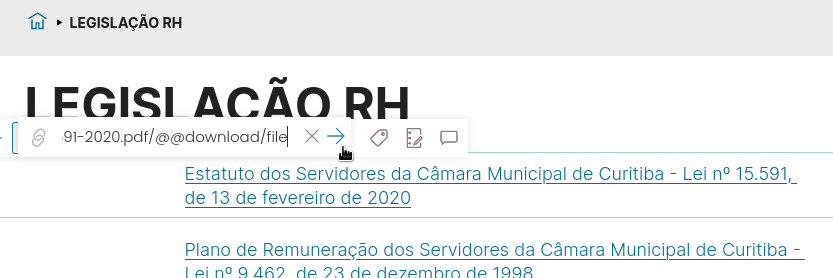 LEGISLAÇÃO RH
LEGISLAÇÃO RH
91-2020.pdf/@@download/file
Estatuto dos Servidores da Câmara Municipal de Curitiba - Lei nº 15.591,
de 13 de fevereiro de 2020
Plano de Remuneração dos Servidores da Câmara Municipal de Curitiba -
Lei nº 9.462, de 23 de dezembro de 1998